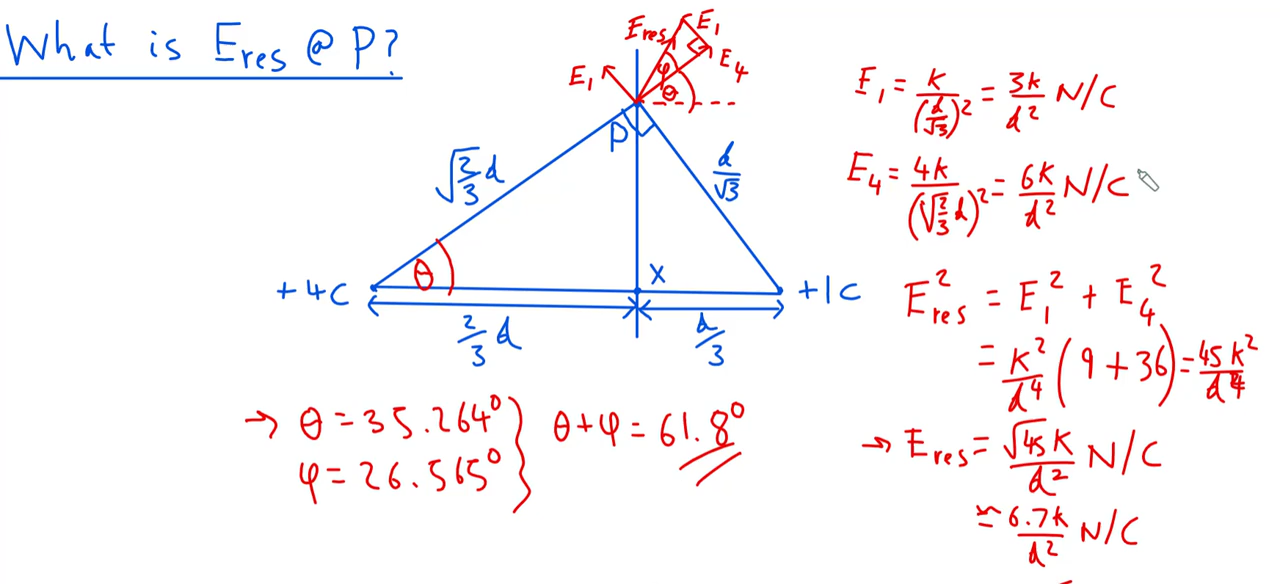 What is Eres @ P?
Eres E₁
E₁ φ θ E₄
P
√(2/3) d
d/√3
θ
x
+4C
+1C
2/3 d
d/3
→ θ = 35.264° } θ+φ = 61.8°
φ = 26.565°
E₁ = k/(d/√3)² = 3k/d² N/C
E₄ = 4k/(√(2/3) d)² = 6k/d² N/C
E²res = E₁² + E₄²
= k²/d⁴ (9 + 36) = 45k²/d⁴
→ Eres = √45 k/d² N/C
≃ 6.7k/d² N/C